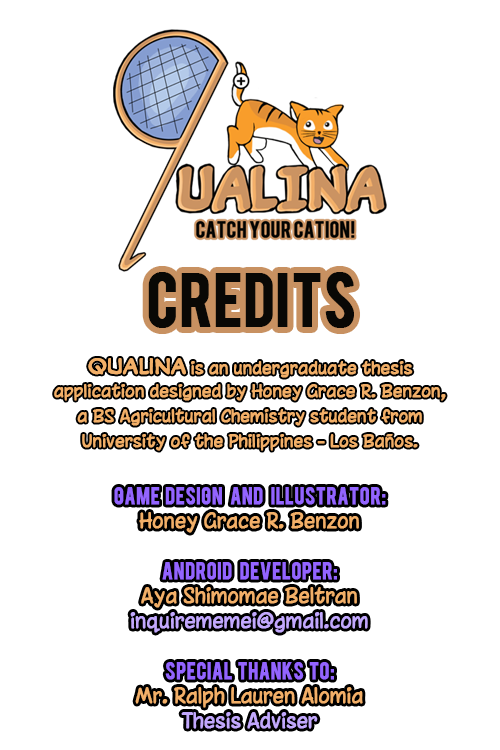 QUALINA
CATCH YOUR CATION!
CREDITS
QUALINA is an undergraduate thesis
application designed by Honey Grace R. Benzon,
a BS Agricultural Chemistry student from
University of the Philippines - Los Baños.
GAME DESIGN AND ILLUSTRATOR:
Honey Grace R. Benzon
ANDROID DEVELOPER:
Aya Shimomae Beltran
inquirememei@gmail.com
SPECIAL THANKS TO:
Mr. Ralph Lauren Alomia
Thesis Adviser